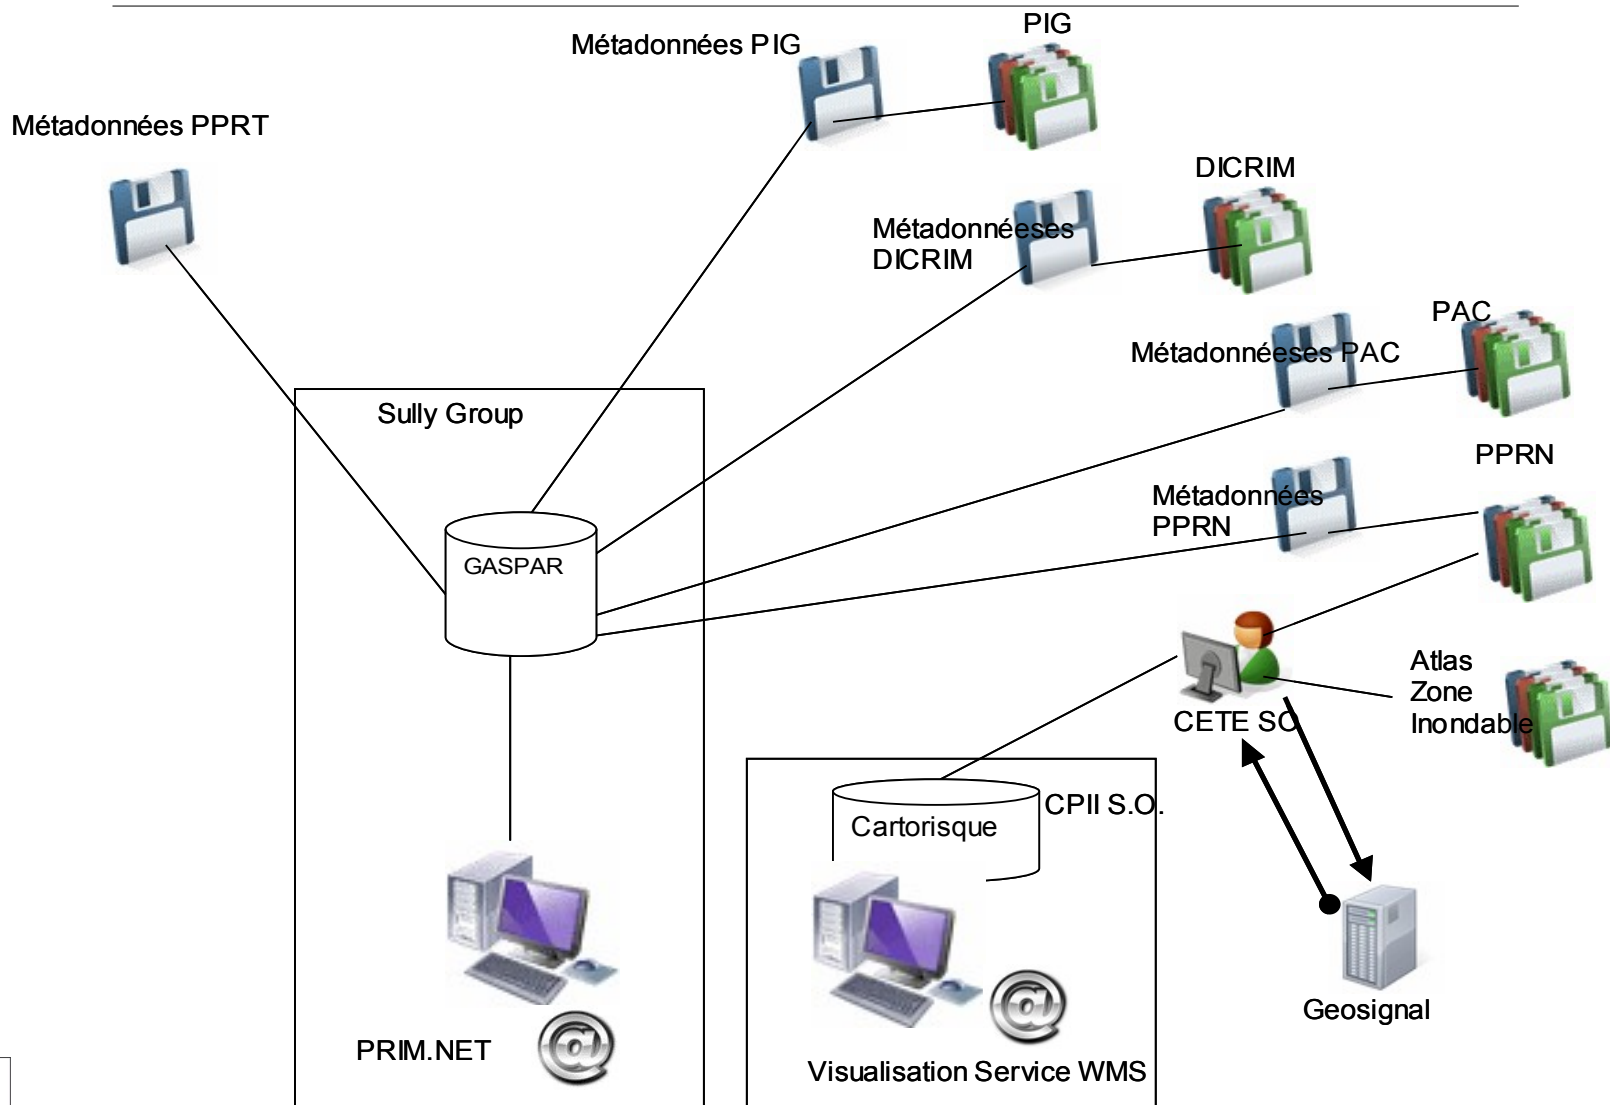 PIG
Métadonnées PIG
Métadonnées PPRT
DICRIM
Métadonnéeses
DICRIM
PAC
Métadonnéeses PAC
Sully Group
PPRN
Métadonnées
PPRN
GASPAR
Atlas
Zone
Inondable
CETE SO
CPII S.O.
Cartorisque
Geosignal
PRIM.NET
Visualisation Service WMS